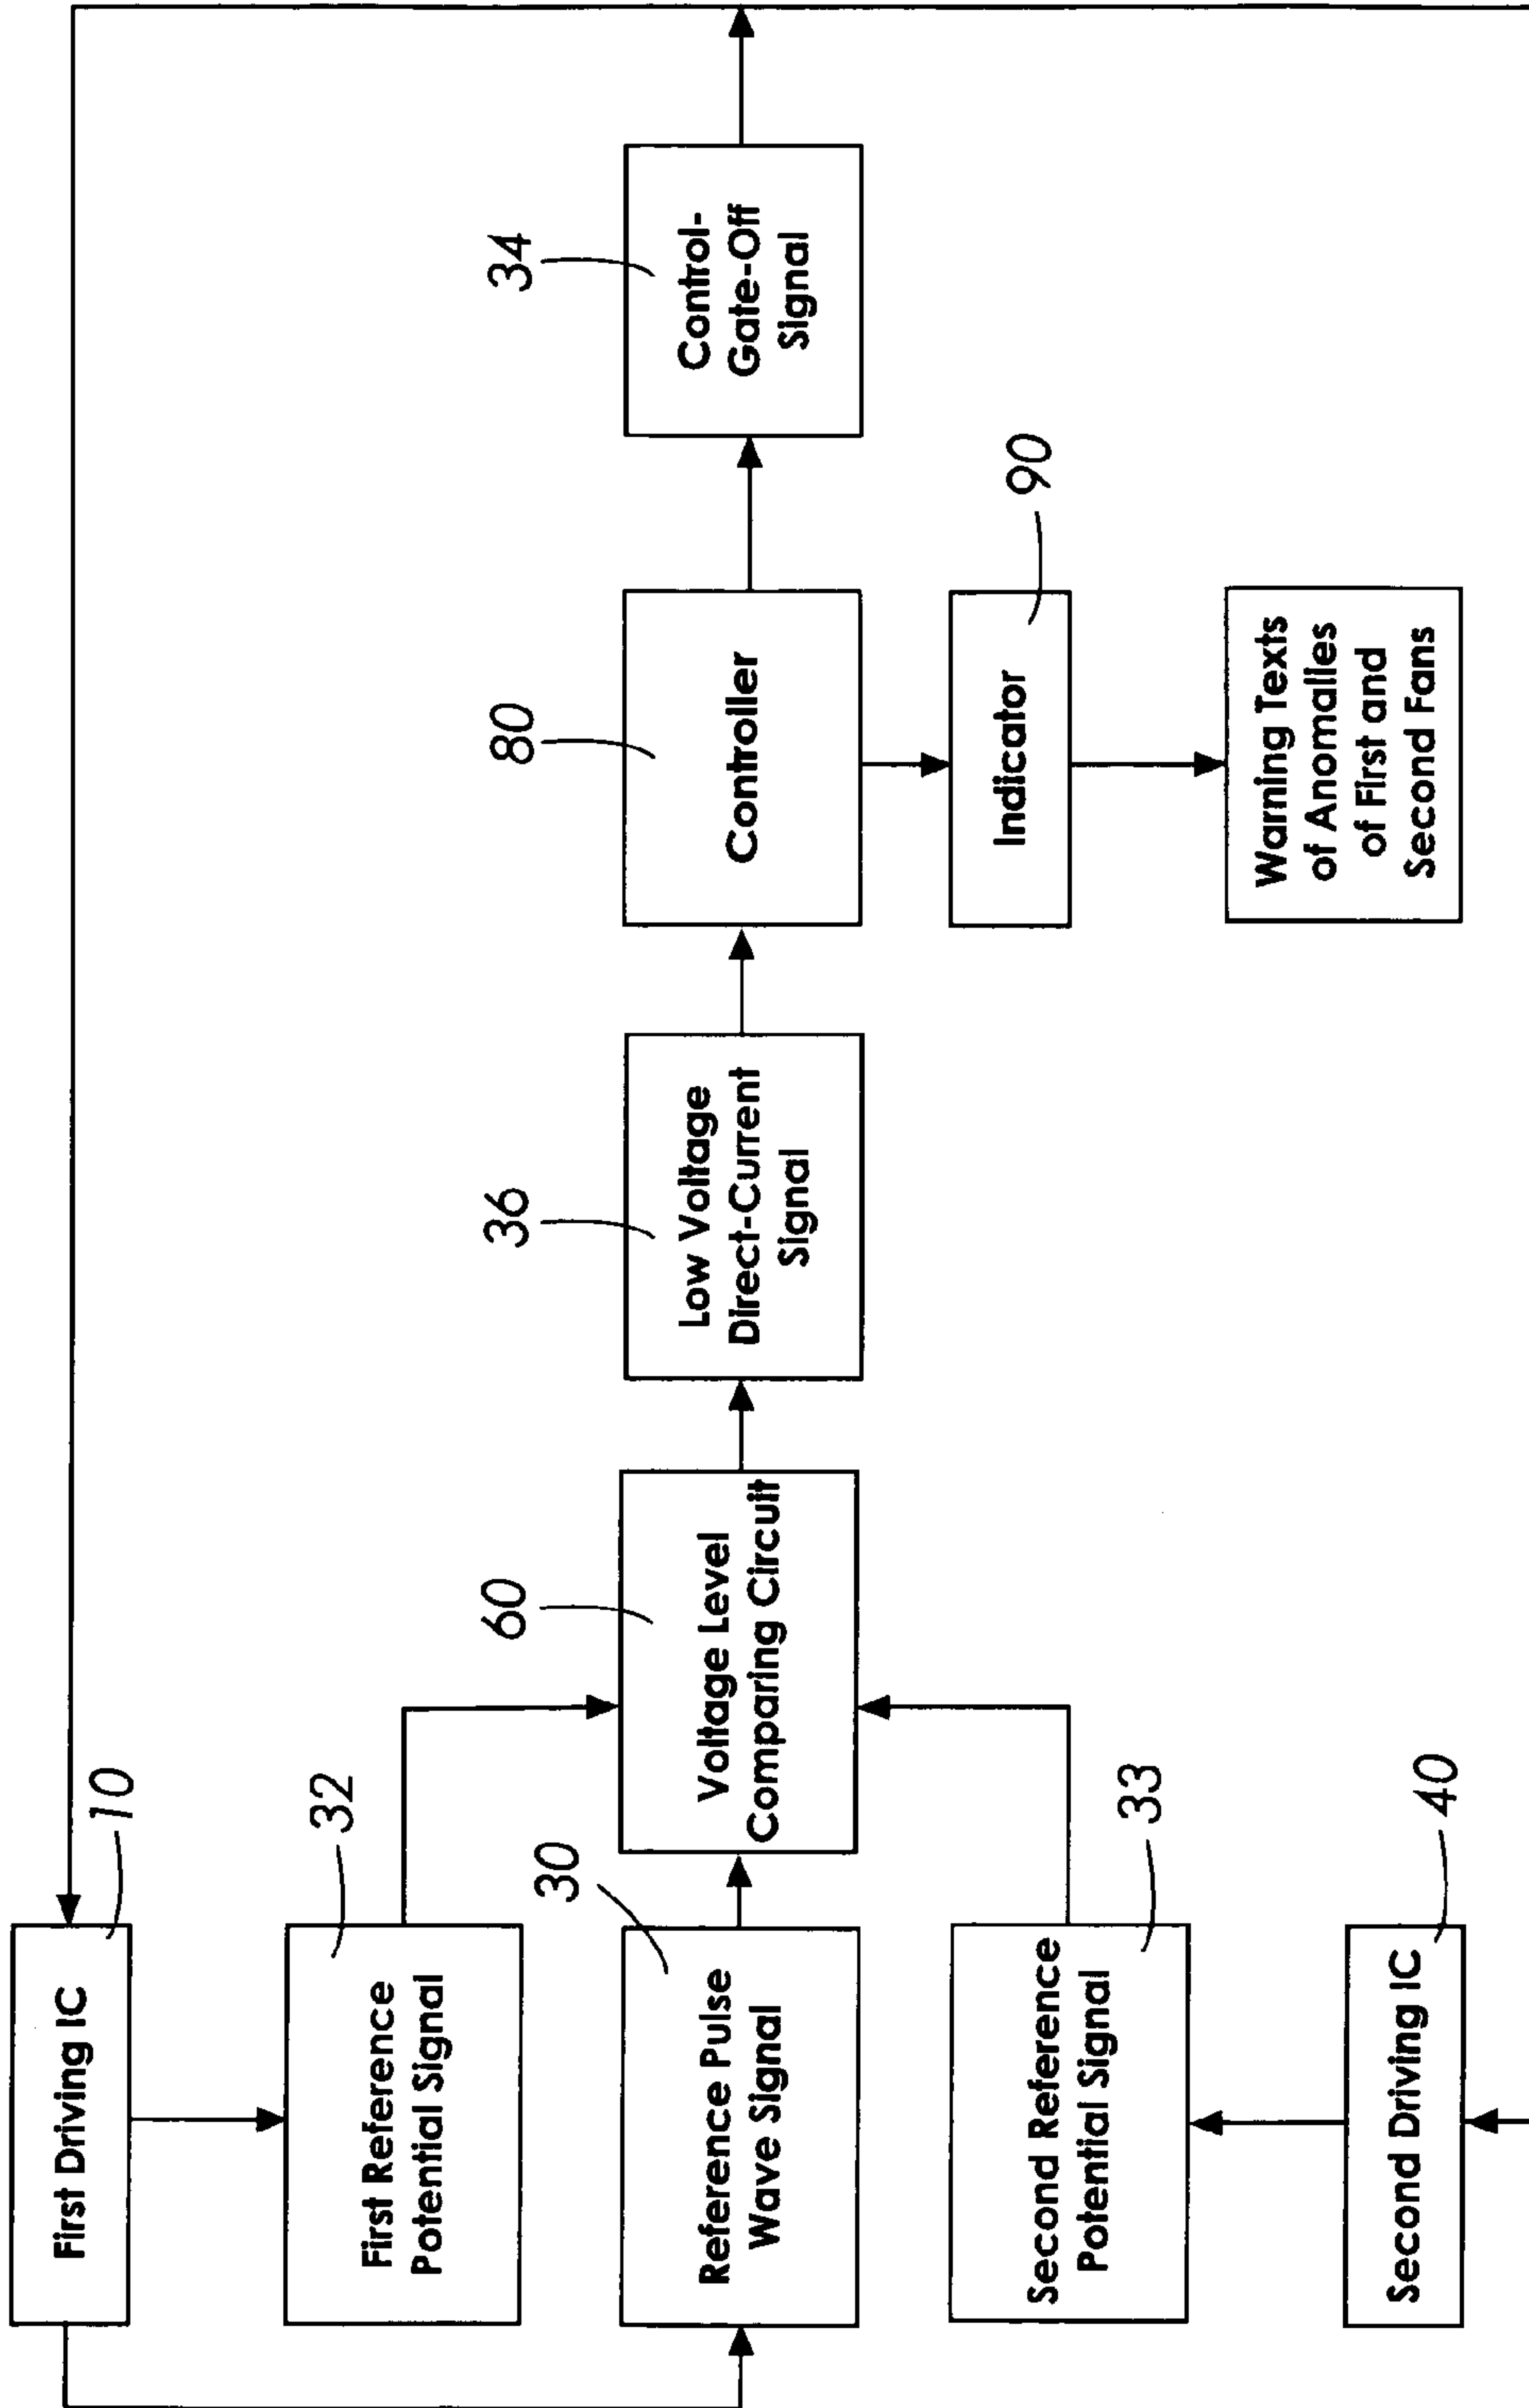 10
First Driving IC
32
First Reference
Potential Signal
30
Reference Pulse
Wave Signal
60
Voltage Level
Comparing Circuit
36
Low Voltage
Direct-Current
Signal
80
Controller
34
Control-
Gate-Off
Signal
90
Indicator
Warning Texts
of Anomalies
of First and
Second Fans
33
Second Reference
Potential Signal
40
Second Driving IC